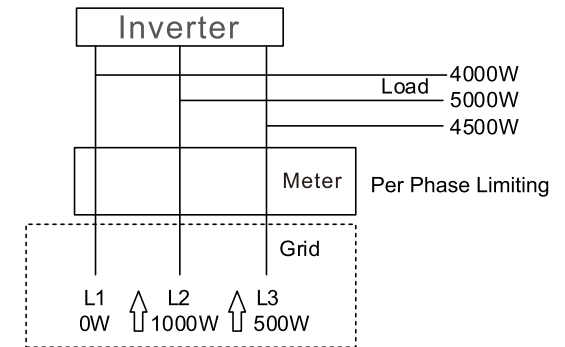 Inverter
4000W
Load
5000W
4500W
Meter
Per Phase Limiting
Grid
L1 L2 L3
0W 1000W 500W